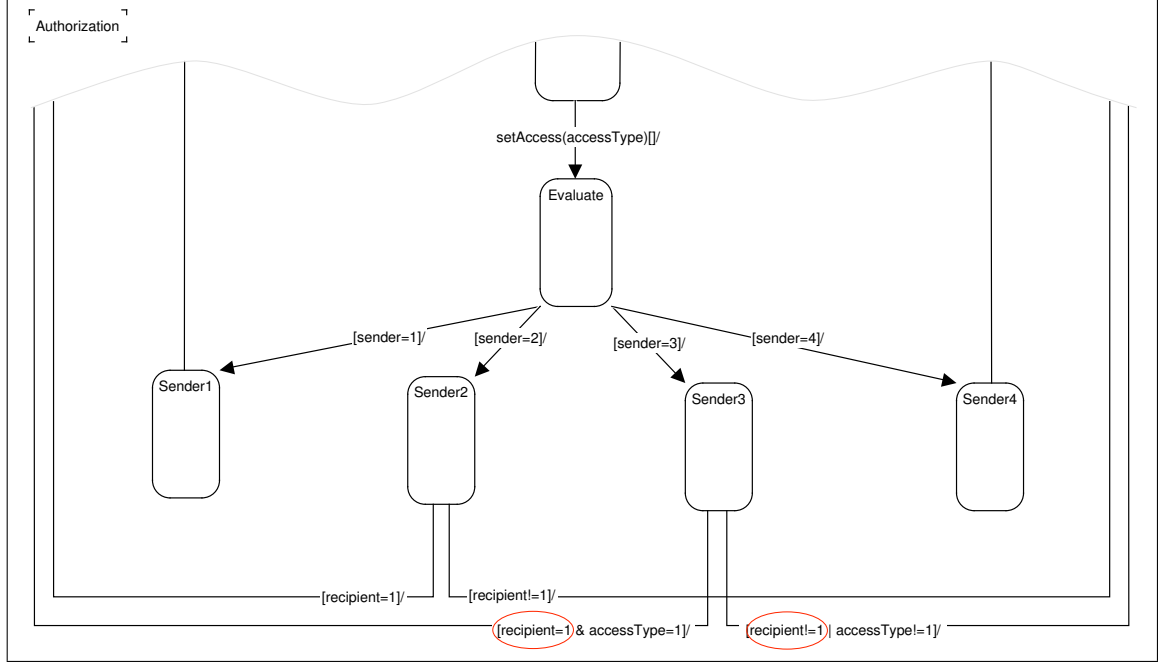 Authorization
setAccess(accessType)[]/
Evaluate
[sender=1]/
[sender=2]/
[sender=3]/
[sender=4]/
Sender1
Sender2
Sender3
Sender4
[recipient=1]/
[recipient!=1]/
[recipient=1 & accessType=1]/
[recipient!=1 | accessType!=1]/